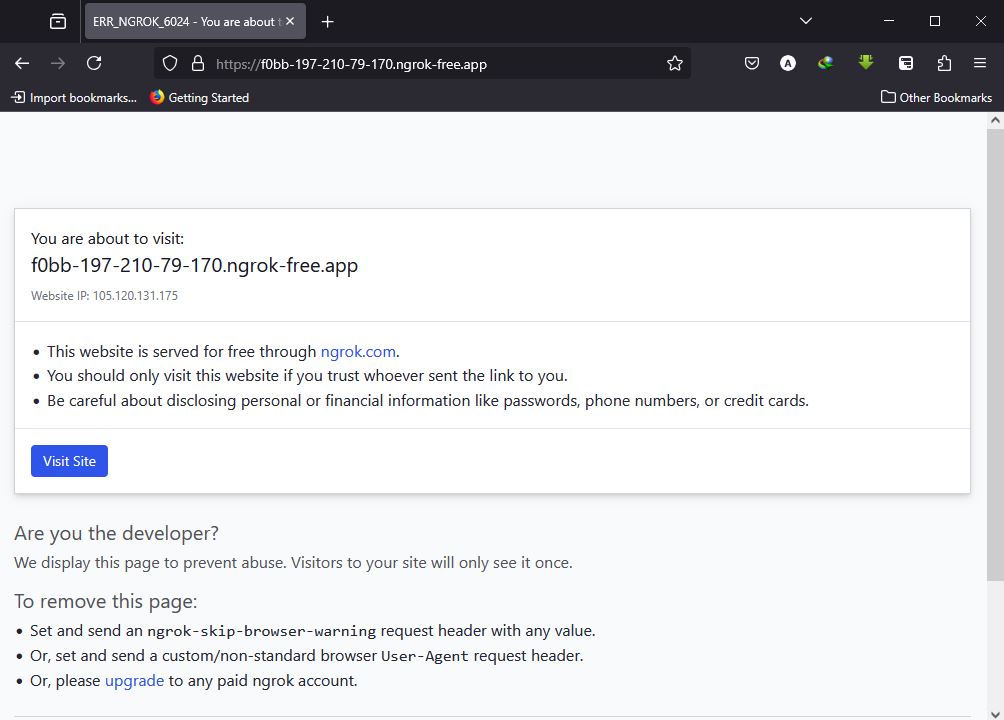 ERR_NGROK_6024 - You are about t
https://f0bb-197-210-79-170.ngrok-free.app
Import bookmarks...
Getting Started
Other Bookmarks
You are about to visit:
f0bb-197-210-79-170.ngrok-free.app
Website IP: 105.120.131.175
• This website is served for free through ngrok.com.
• You should only visit this website if you trust whoever sent the link to you.
• Be careful about disclosing personal or financial information like passwords, phone numbers, or credit cards.
Visit Site
Are you the developer?
We display this page to prevent abuse. Visitors to your site will only see it once.
To remove this page:
• Set and send an ngrok-skip-browser-warning request header with any value.
• Or, set and send a custom/non-standard browser User-Agent request header.
• Or, please upgrade to any paid ngrok account.